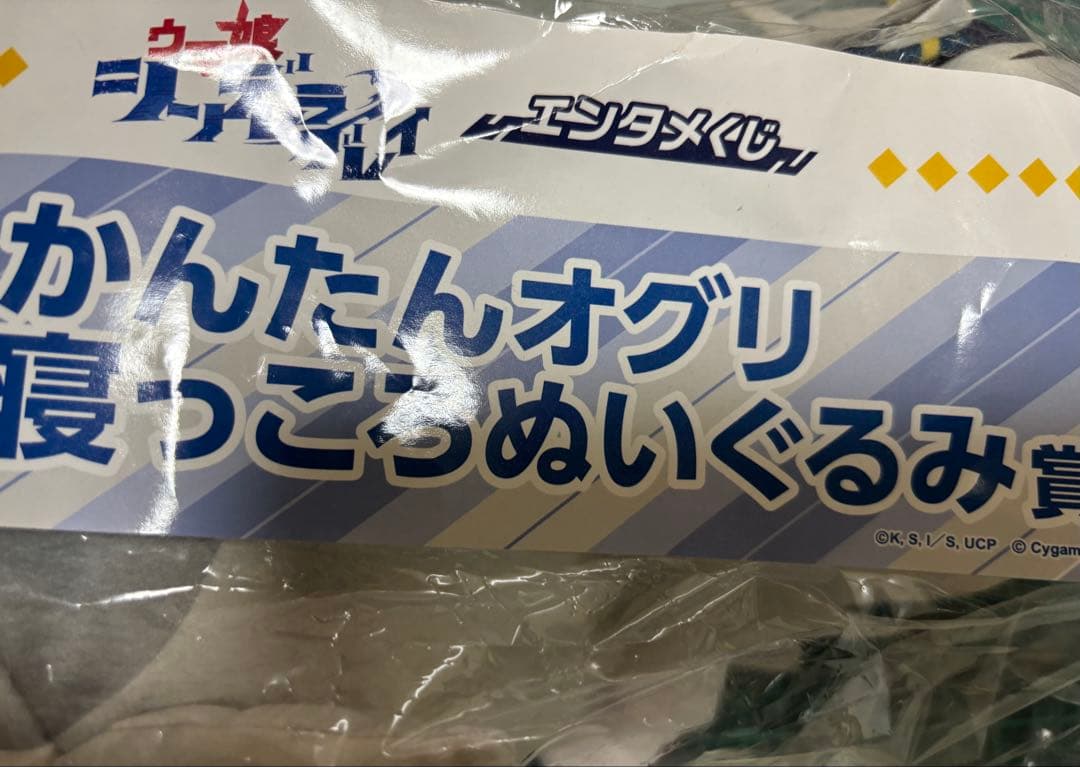 ウマ娘
シンデレラグレイ
エンタメくじ
かんたんオグリ
寝っころぬいぐるみ賞
©K, S, I／S, UCP © Cygam